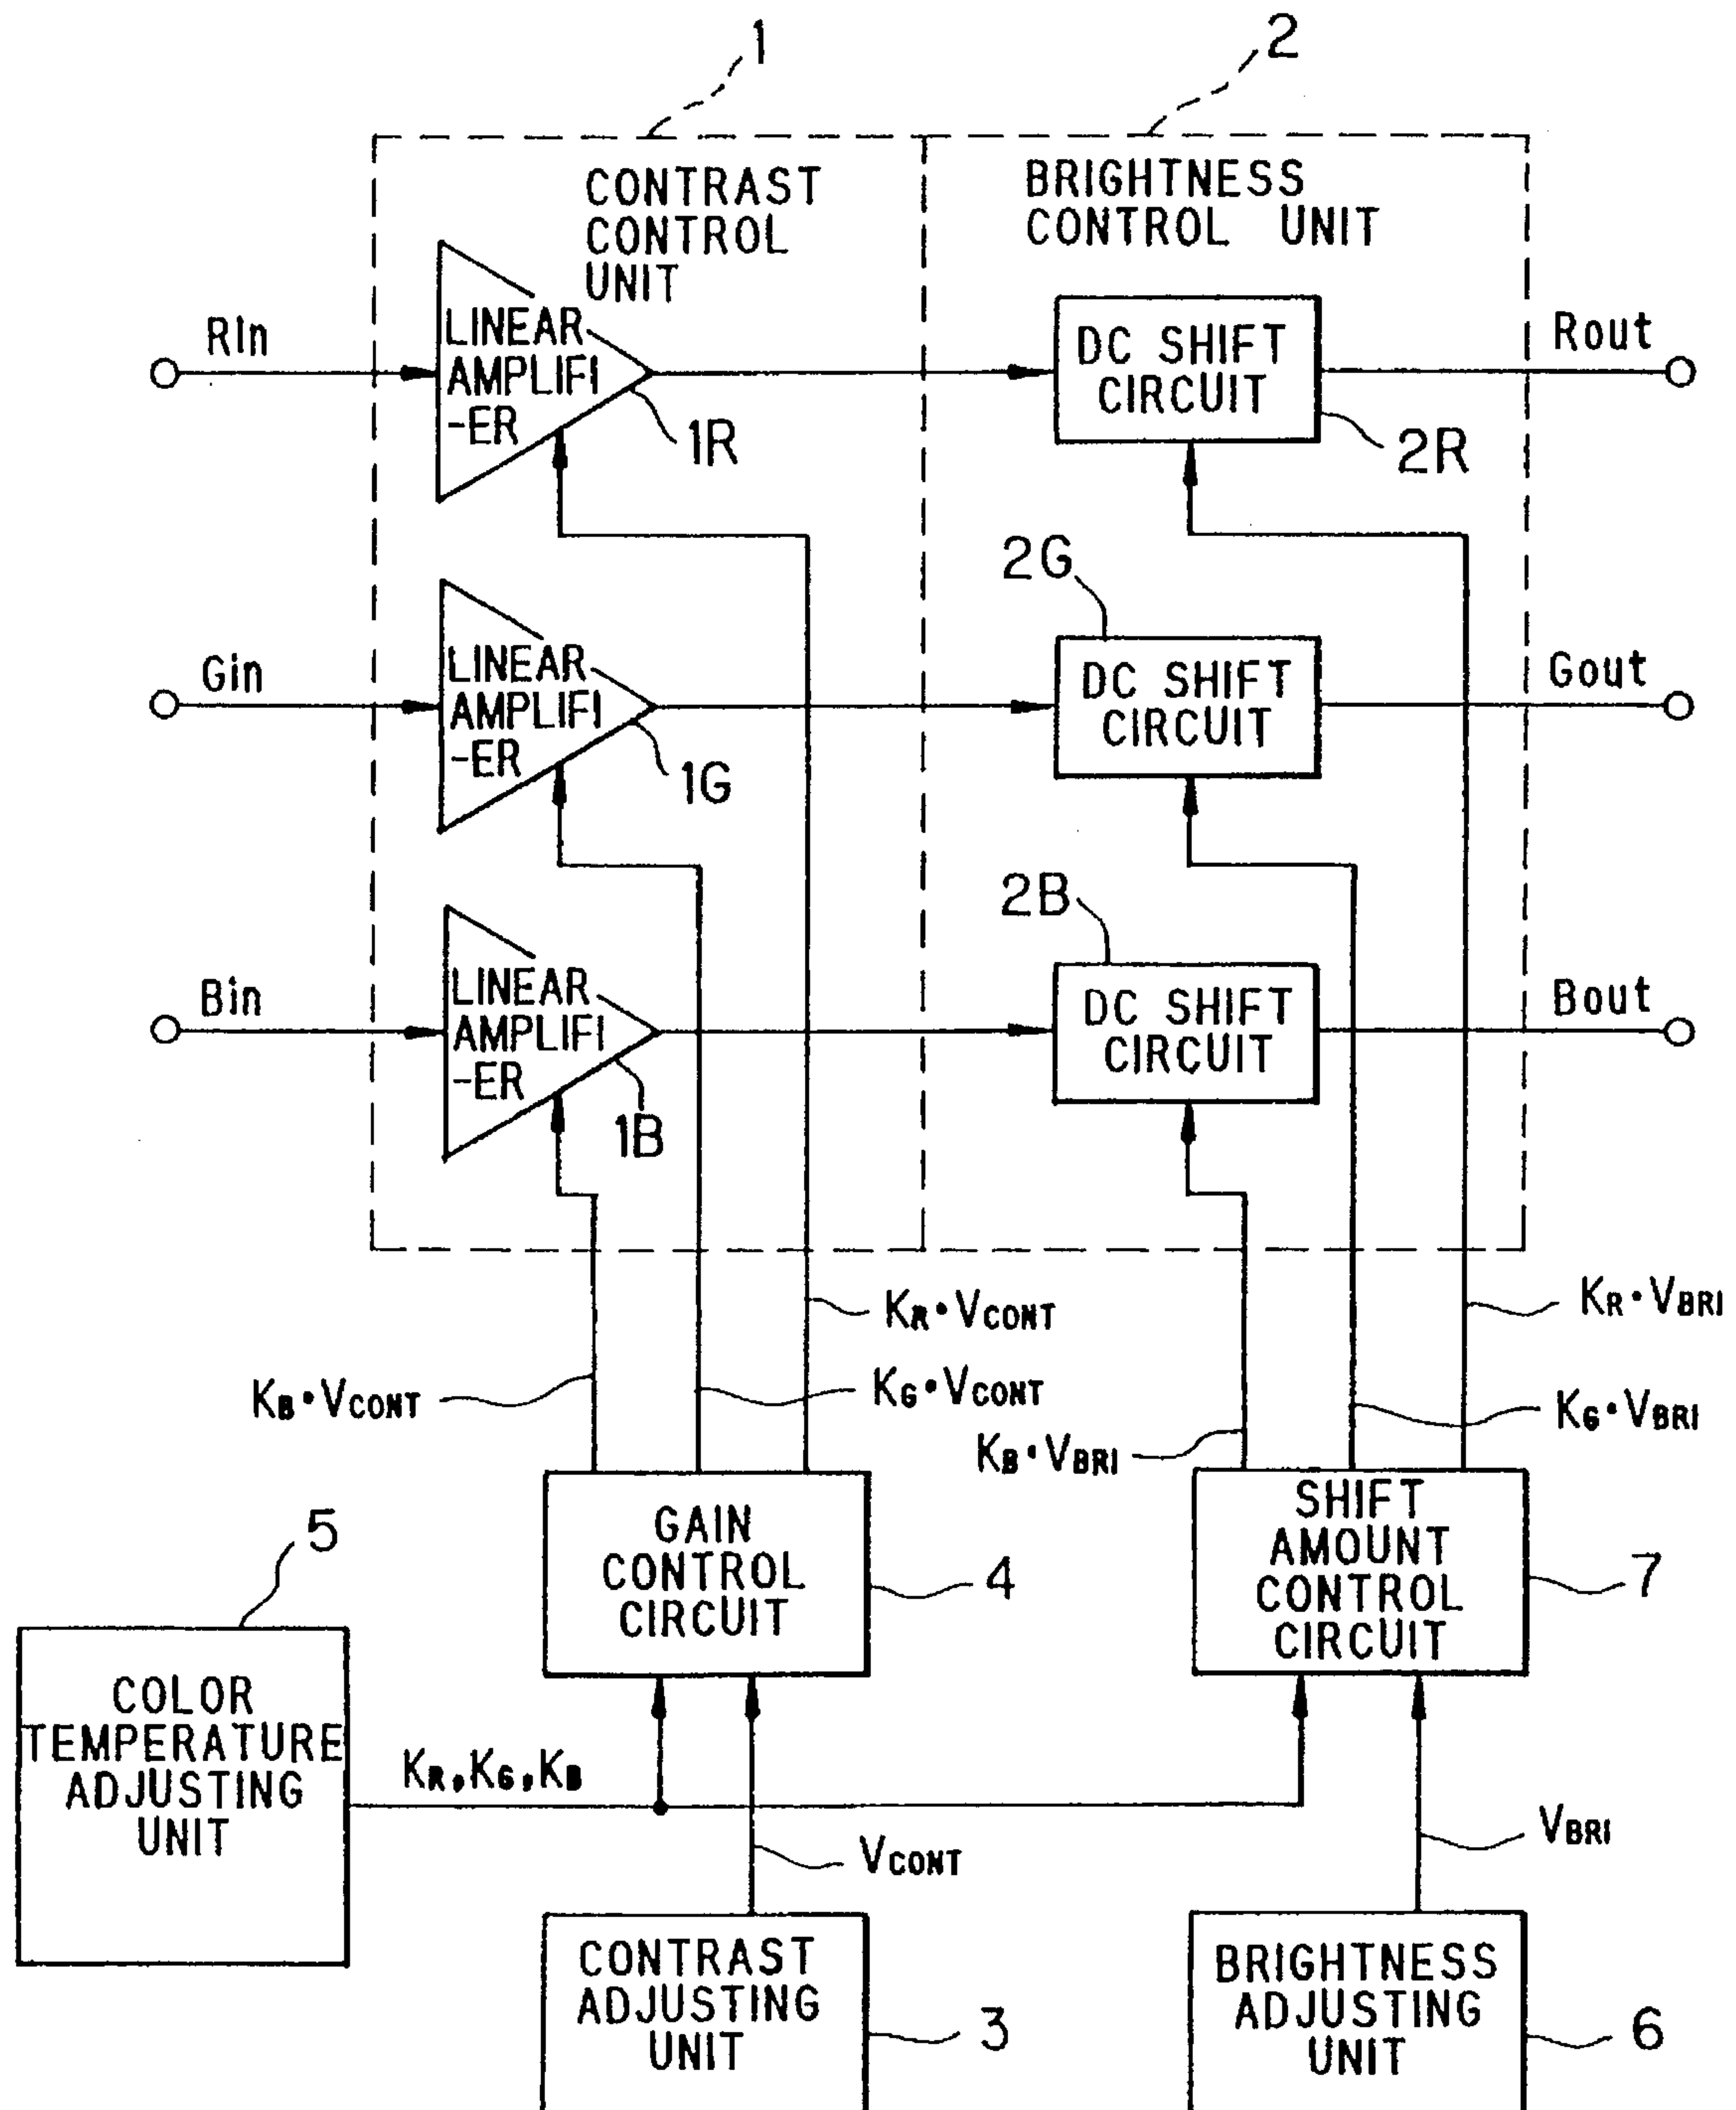 1
2
CONTRAST
CONTROL
UNIT
BRIGHTNESS
CONTROL UNIT
RIn
LINEAR
AMPLIFI
-ER
1R
DC SHIFT
CIRCUIT
2R
Rout
Gin
LINEAR
AMPLIFI
-ER
1G
2G
DC SHIFT
CIRCUIT
Gout
Bin
LINEAR
AMPLIFI
-ER
1B
2B
DC SHIFT
CIRCUIT
Bout
KR•VCONT
KR•VBRI
KB•VCONT
KG•VCONT
KG•VBRI
KB•VBRI
5
GAIN
CONTROL
CIRCUIT
4
SHIFT
AMOUNT
CONTROL
CIRCUIT
7
COLOR
TEMPERATURE
ADJUSTING
UNIT
KR,KG,KB
VCONT
VBRI
CONTRAST
ADJUSTING
UNIT
3
BRIGHTNESS
ADJUSTING
UNIT
6